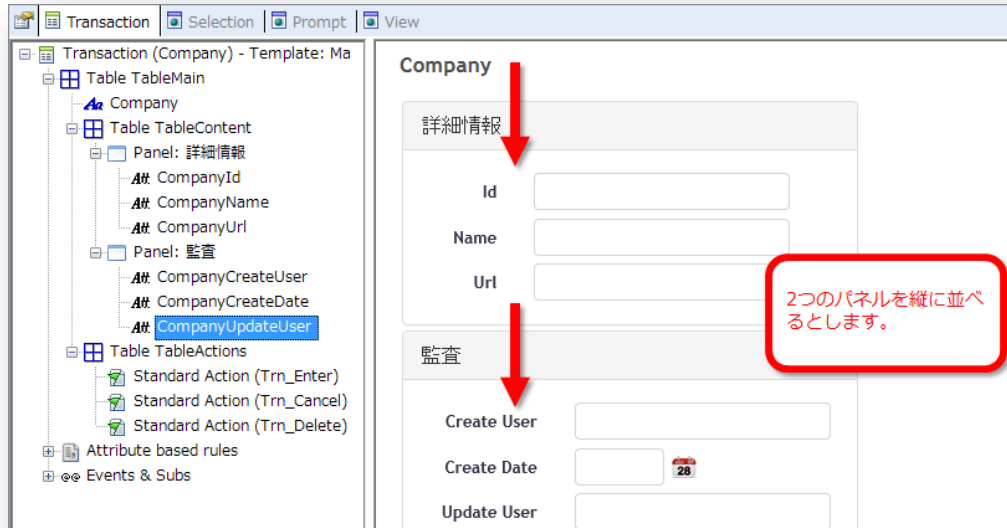 Transaction Selection Prompt View
Transaction (Company) - Template: Ma
Table TableMain
Company
Table TableContent
Panel: 詳細情報
CompanyId
CompanyName
CompanyUrl
Panel: 監査
CompanyCreateUser
CompanyCreateDate
CompanyUpdateUser
Table TableActions
Standard Action (Trn_Enter)
Standard Action (Trn_Cancel)
Standard Action (Trn_Delete)
Attribute based rules
Events & Subs
Company
詳細情報
Id
Name
Url
監査
Create User
Create Date
28
Update User
2つのパネルを縦に並べ
るとします。